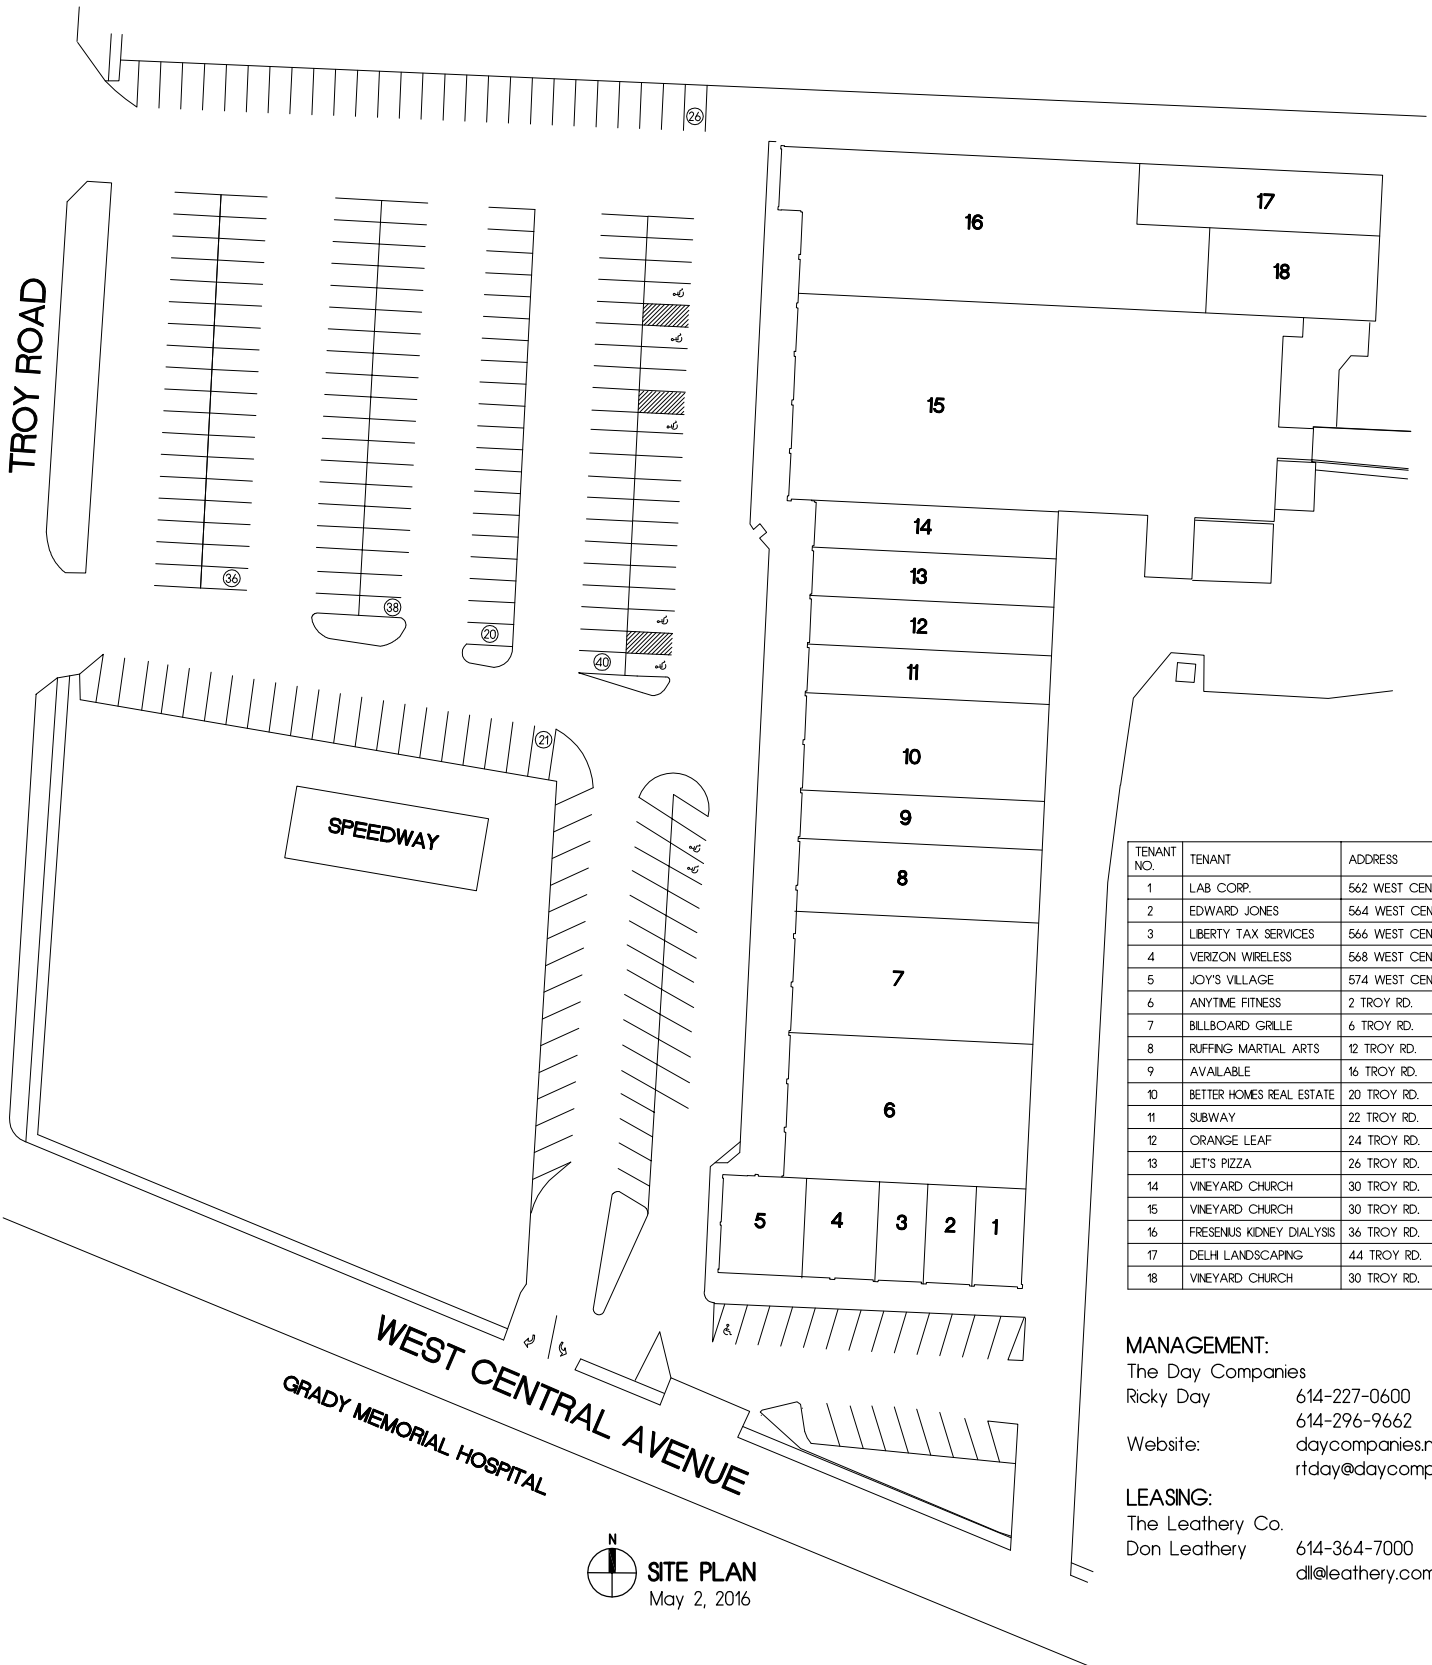 26
17
16
18
TROY ROAD
15
14
13
36
38
12
20
40
11
21
10
SPEEDWAY
9
8
7
6
5 4 3 2 1
TENANT NO. TENANT ADDRESS
1 LAB CORP. 562 WEST CEN
2 EDWARD JONES 564 WEST CEN
3 LIBERTY TAX SERVICES 566 WEST CEN
4 VERIZON WIRELESS 568 WEST CEN
5 JOY'S VILLAGE 574 WEST CEN
6 ANYTIME FITNESS 2 TROY RD.
7 BILLBOARD GRILLE 6 TROY RD.
8 RUFFING MARTIAL ARTS 12 TROY RD.
9 AVAILABLE 16 TROY RD.
10 BETTER HOMES REAL ESTATE 20 TROY RD.
11 SUBWAY 22 TROY RD.
12 ORANGE LEAF 24 TROY RD.
13 JET'S PIZZA 26 TROY RD.
14 VINEYARD CHURCH 30 TROY RD.
15 VINEYARD CHURCH 30 TROY RD.
16 FRESENIUS KIDNEY DIALYSIS 36 TROY RD.
17 DELHI LANDSCAPING 44 TROY RD.
18 VINEYARD CHURCH 30 TROY RD.
WEST CENTRAL AVENUE
GRADY MEMORIAL HOSPITAL
MANAGEMENT:
The Day Companies
Ricky Day 614-227-0600
614-296-9662
Website: daycompanies.n
rtday@daycomp
LEASING:
The Leathery Co.
Don Leathery 614-364-7000
dll@leathery.com
N
SITE PLAN
May 2, 2016